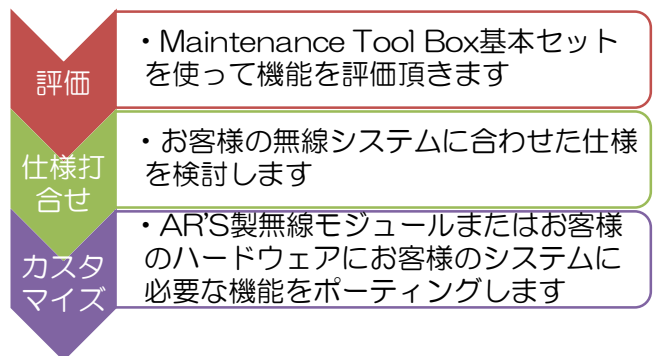 評価
・Maintenance Tool Box基本セット
を使って機能を評価頂きます
仕様打
合せ
・お客様の無線システムに合わせた仕様
を検討します
カスタ
マイズ
・AR'S製無線モジュールまたはお客様
のハードウェアにお客様のシステムに
必要な機能をポーティングします